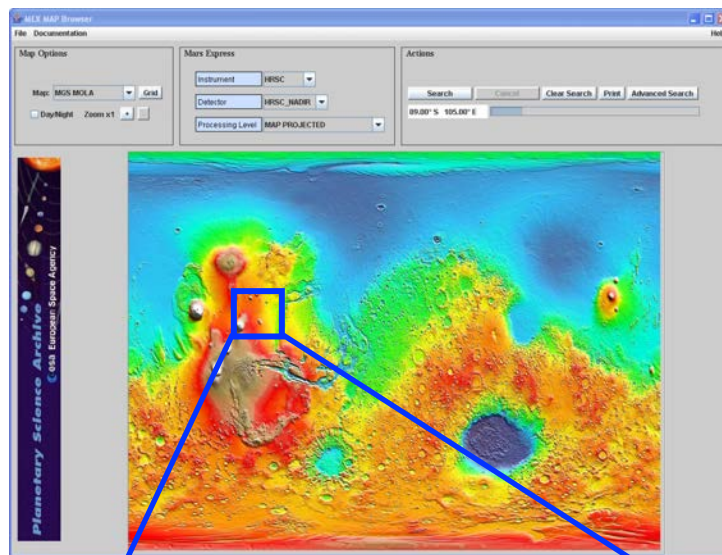 MEX MAP Browser
File Documentation Hel
Map Options
Map: MGS MOLA Grid
Day/Night Zoom x1 + -
Mars Express
Instrument HRSC
Detector HRSC_NADIR
Processing Level MAP PROJECTED
Actions
Search Cancel Clear Search Print Advanced Search
09.00° S 105.00° E
Planetary Science Archive
esa European Space Agency